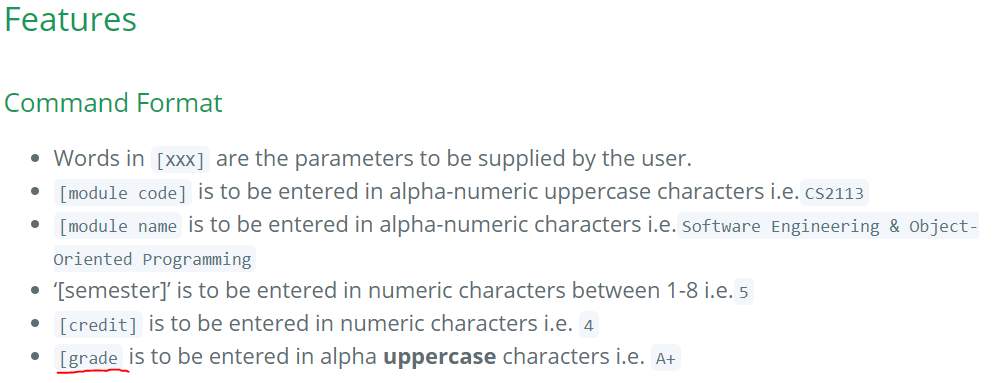 Features
Command Format
Words in [xxx] are the parameters to be supplied by the user.
[module code] is to be entered in alpha-numeric uppercase characters i.e. CS2113
[module name is to be entered in alpha-numeric characters i.e. Software Engineering & Object-
Oriented Programming
‘[semester]’ is to be entered in numeric characters between 1-8 i.e. 5
[credit] is to be entered in numeric characters i.e. 4
[grade is to be entered in alpha uppercase characters i.e. A+